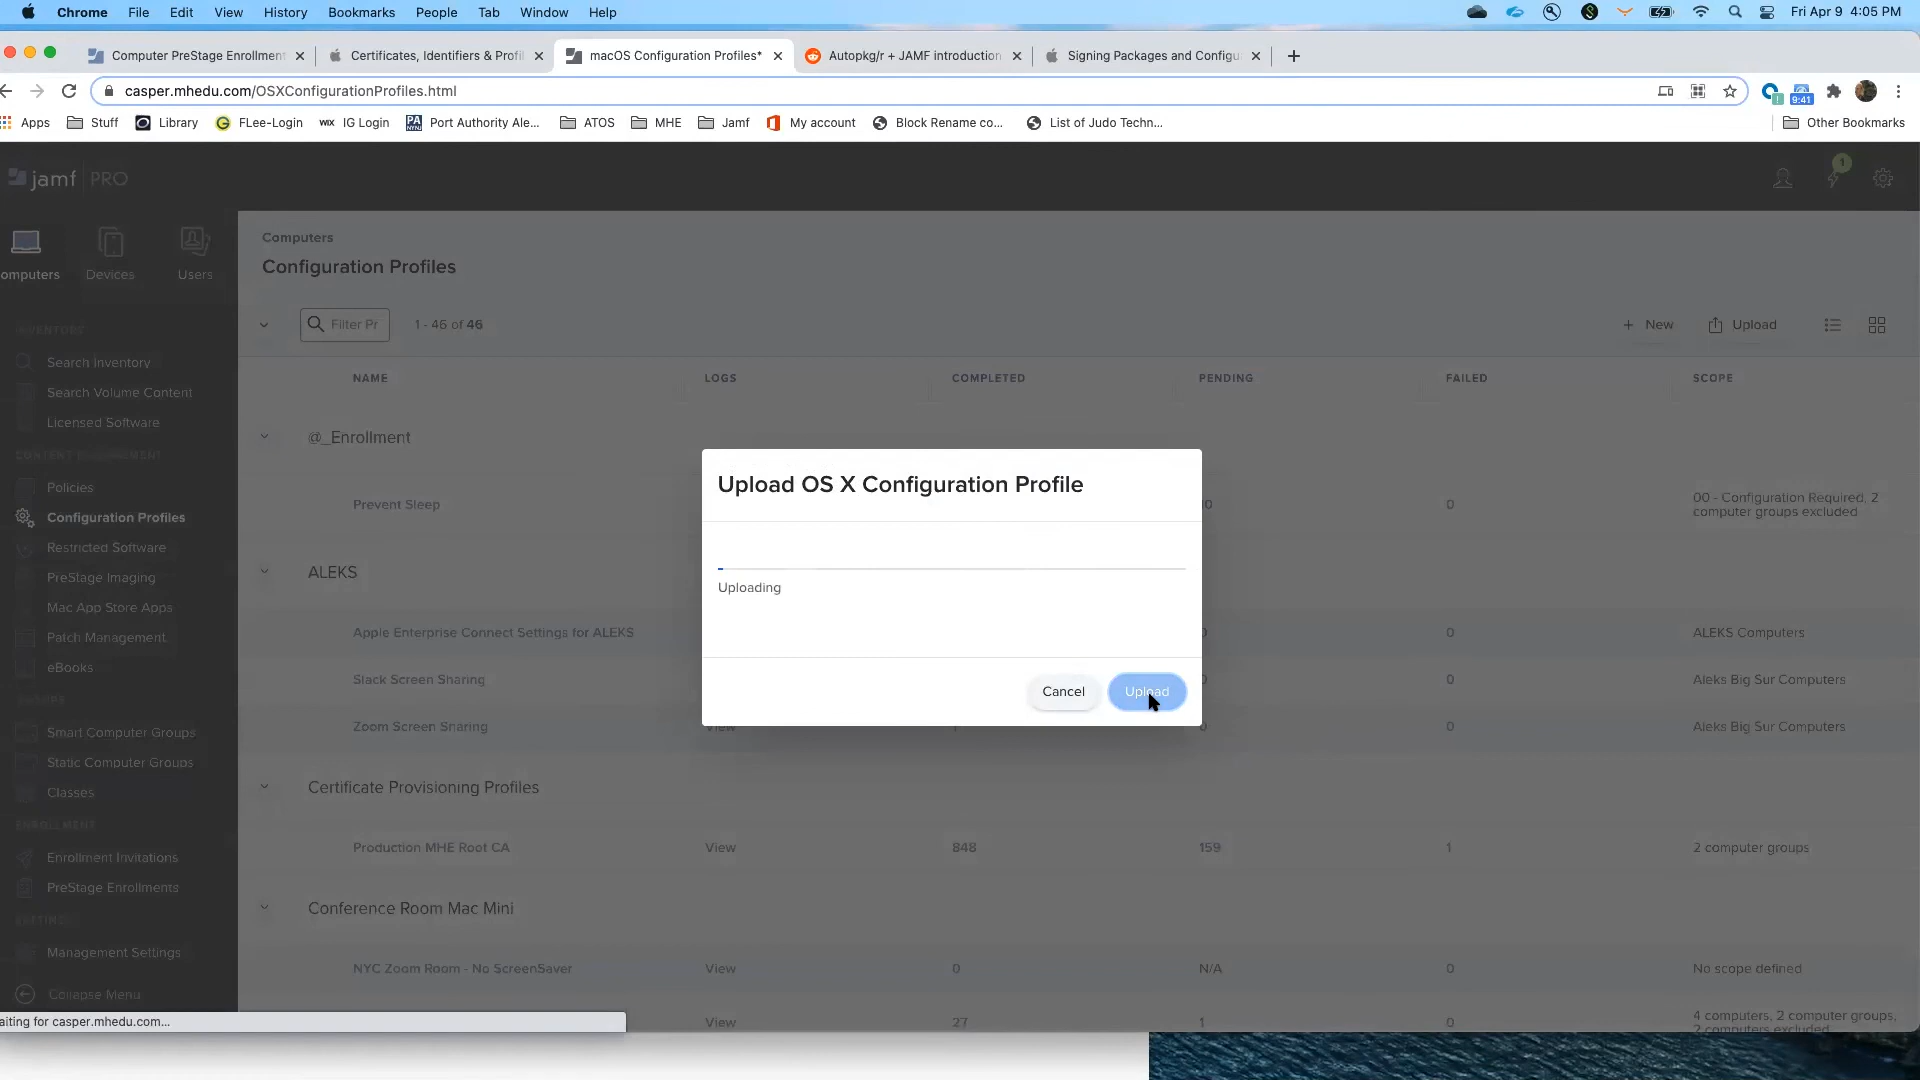 Chrome File Edit View History Bookmarks People Tab Window Help Fri Apr 9 4:05 PM
Computer PreStage Enrollment Certificates, Identifiers & Profil macOS Configuration Profiles* Autopkg/r + JAMF introduction Signing Packages and Configu
casper.mhedu.com/OSXConfigurationProfiles.html 9:41
Apps Stuff Library FLee-Login IG Login Port Authority Ale... ATOS MHE Jamf My account Block Rename co... List of Judo Techn... Other Bookmarks
jamf PRO 1
omputers Devices Users
Computers
Configuration Profiles
Filter Pr 1 - 46 of 46 New Upload
NAME LOGS COMPLETED PENDING FAILED SCOPE
INVENTORY
Search Inventory
Search Volume Content
Licensed Software
CONTENT MANAGEMENT
Policies
Configuration Profiles
Restricted Software
PreStage Imaging
Mac App Store Apps
Patch Management
eBooks
GROUPS
Smart Computer Groups
Static Computer Groups
Classes
ENROLLMENT
Enrollment Invitations
PreStage Enrollments
SETTINGS
Management Settings
Collapse Menu
@_Enrollment
Prevent Sleep 0 00 - Configuration Required, 2
computer groups excluded
ALEKS
Apple Enterprise Connect Settings for ALEKS 0 ALEKS Computers
Slack Screen Sharing 0 Aleks Big Sur Computers
Zoom Screen Sharing View 1 0 0 Aleks Big Sur Computers
Certificate Provisioning Profiles
Production MHE Root CA View 848 159 1 2 computer groups
Conference Room Mac Mini
NYC Zoom Room - No ScreenSaver View 0 N/A 0 No scope defined
View 27 1 0 4 computers, 2 computer groups,
2 computers excluded
Upload OS X Configuration Profile
Uploading
Cancel Upload
aiting for casper.mhedu.com...